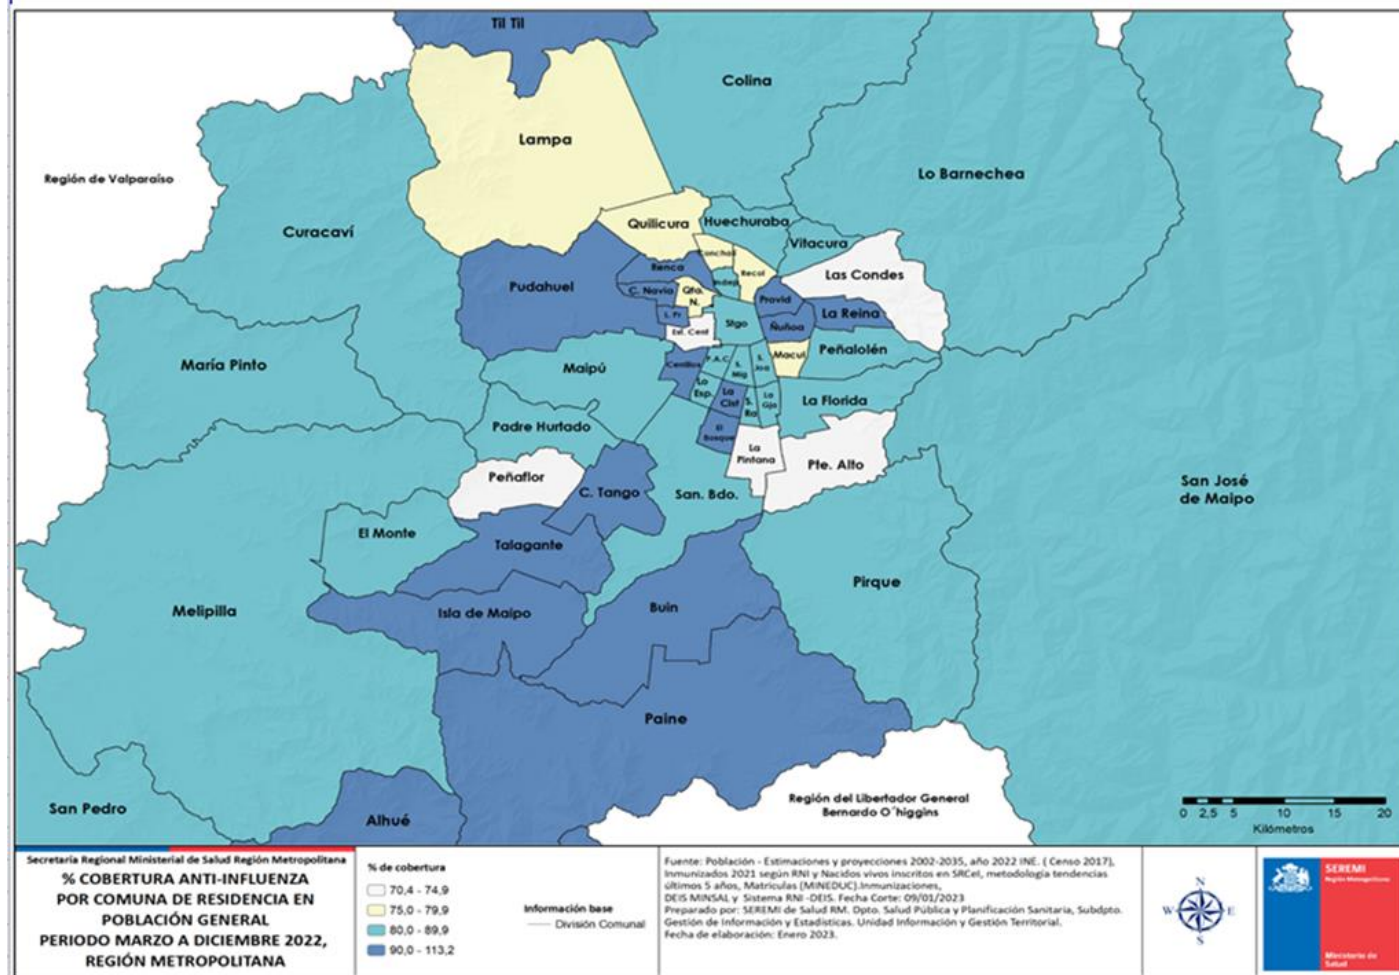 Til Til
Colina
Lampa
Lo Barnechea
Región de Valparaíso
Curacaví
Quilicura
Huechuraba
Vitacura
Conchalí
Las Condes
Renca
Recol
Pudahuel
Indep
C. Navia
Qta.
N.
Provid
La Reina
L. Pr
Stgo
Ñuñoa
Est. Cent
Macul
Peñalolén
María Pinto
Maipú
Cerrillos
P.A.C.
S.
Mig
S.
Joa
Lo
Esp.
La
Cist
S.
Ra
La
Gja
La Florida
Padre Hurtado
El
Bosque
La
Pintana
Pte. Alto
Peñaflor
C. Tango
San. Bdo.
San José
de Maipo
El Monte
Talagante
Pirque
Melipilla
Isla de Maipo
Buin
Paine
San Pedro
Alhué
Región del Libertador General
Bernardo O´higgins
0 2,5 5 10 15 20
Kilómetros
Secretaría Regional Ministerial de Salud Región Metropolitana
% COBERTURA ANTI-INFLUENZA
POR COMUNA DE RESIDENCIA EN
POBLACIÓN GENERAL
PERIODO MARZO A DICIEMBRE 2022,
REGIÓN METROPOLITANA
% de cobertura
70,4 - 74,9
75,0 - 79,9
80,0 - 89,9
90,0 - 113,2
Información base
División Comunal
Fuente: Población - Estimaciones y proyecciones 2002-2035, año 2022 INE. ( Censo 2017),
Inmunizados 2021 según RNI y Nacidos vivos inscritos en SRCeI, metodología tendencias
últimos 5 años, Matriculas (MINEDUC).Inmunizaciones,
DEIS MINSAL y Sistema RNI -DEIS. Fecha Corte: 09/01/2023
Preparado por: SEREMI de Salud RM. Dpto. Salud Pública y Planificación Sanitaria, Subdpto.
Gestión de Información y Estadísticas. Unidad Información y Gestión Territorial.
Fecha de elaboración: Enero 2023.
N
W E
S
SEREMI
Región Metropolitana
Ministerio de
Salud